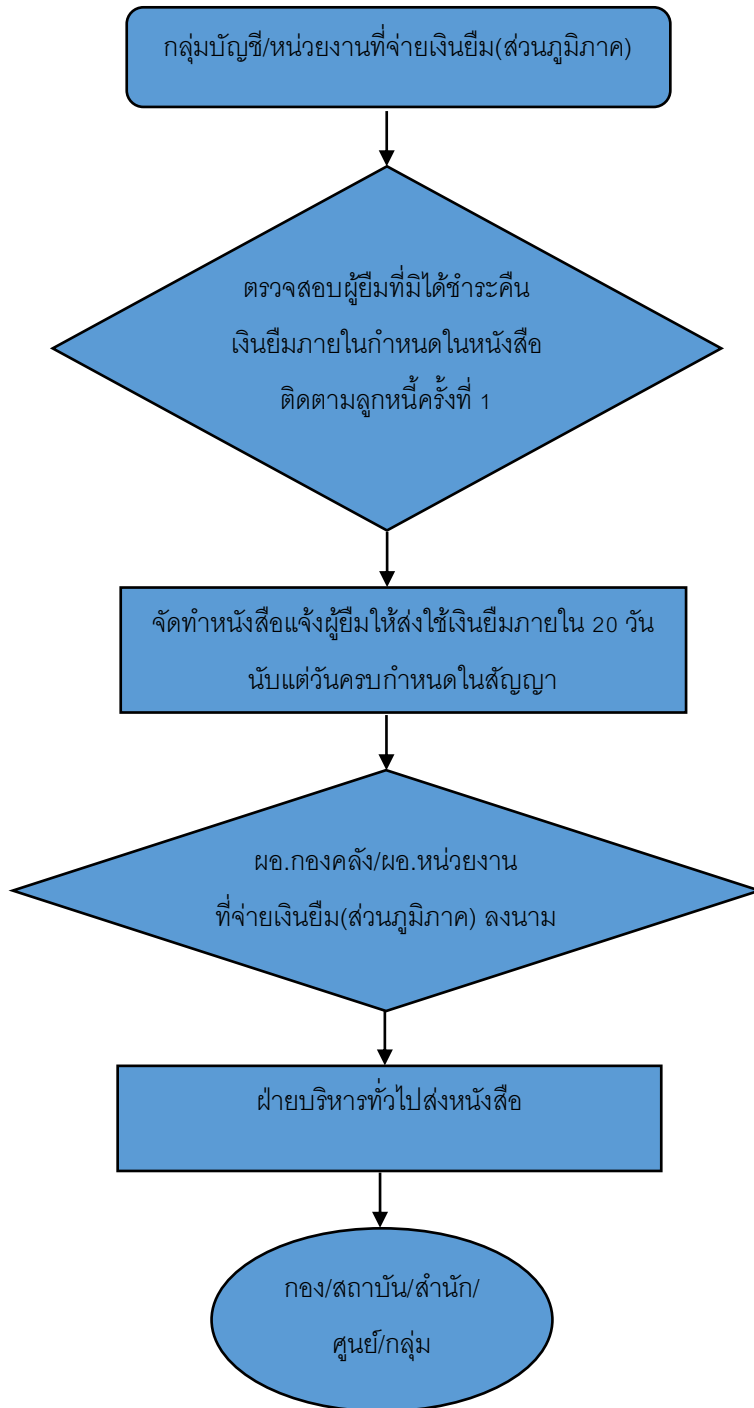 กลุ่มบัญชี/หน่วยงานที่จ่ายเงินยืม(ส่วนภูมิภาค)
ตรวจสอบผู้ยืมที่มิได้ชำระคืน
เงินยืมภายในกำหนดในหนังสือ
ติดตามลูกหนี้ครั้งที่ 1
จัดทำหนังสือแจ้งผู้ยืมให้ส่งใช้เงินยืมภายใน 20 วัน
นับแต่วันครบกำหนดในสัญญา
ผอ.กองคลัง/ผอ.หน่วยงาน
ที่จ่ายเงินยืม(ส่วนภูมิภาค) ลงนาม
ฝ่ายบริหารทั่วไปส่งหนังสือ
กอง/สถาบัน/สำนัก/
ศูนย์/กลุ่ม